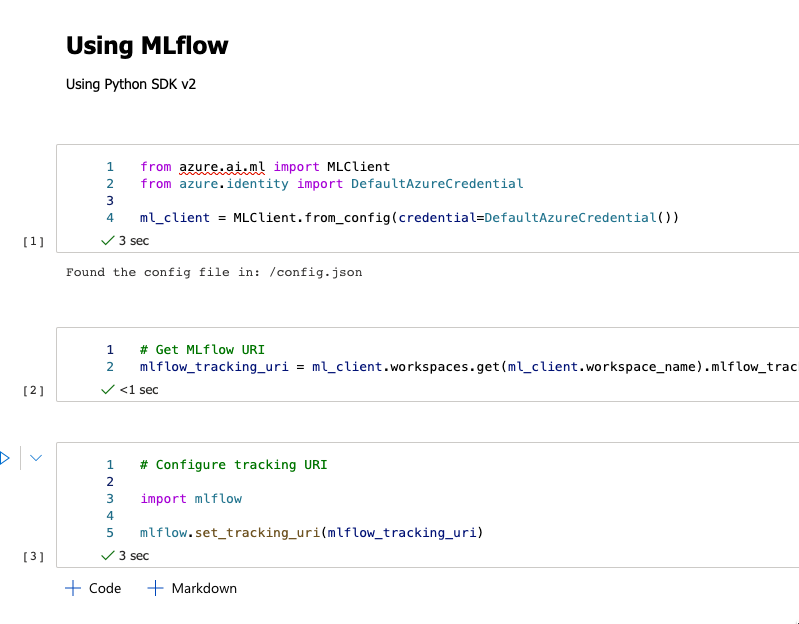 Using MLflow
Using Python SDK v2
1 from azure.ai.ml import MLClient
2 from azure.identity import DefaultAzureCredential
3
4 ml_client = MLClient.from_config(credential=DefaultAzureCredential())
[1] 3 sec
Found the config file in: /config.json
1 # Get MLflow URI
2 mlflow_tracking_uri = ml_client.workspaces.get(ml_client.workspace_name).mlflow_trac
[2] <1 sec
1 # Configure tracking URI
2
3 import mlflow
4
5 mlflow.set_tracking_uri(mlflow_tracking_uri)
[3] 3 sec
Code Markdown